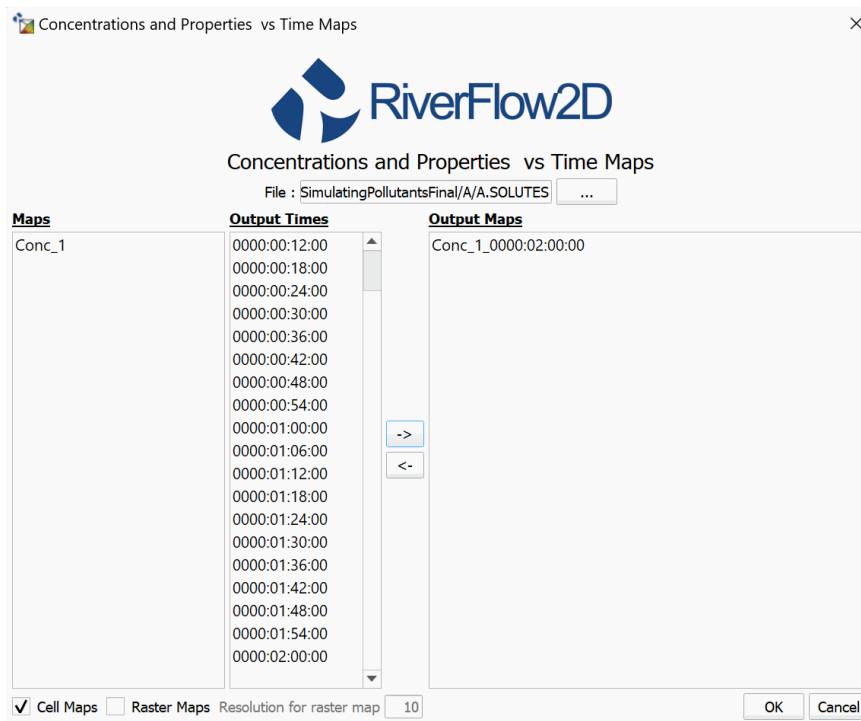 Concentrations and Properties  vs Time Maps
RiverFlow2D
Concentrations and Properties  vs Time Maps
File : SimulatingPollutantsFinal/A/A.SOLUTES ...
Maps Output Times Output Maps
Conc_1 0000:00:12:00 Conc_1_0000:02:00:00
0000:00:18:00
0000:00:24:00
0000:00:30:00
0000:00:36:00
0000:00:42:00
0000:00:48:00
0000:00:54:00
0000:01:00:00
->
0000:01:06:00
<-
0000:01:12:00
0000:01:18:00
0000:01:24:00
0000:01:30:00
0000:01:36:00
0000:01:42:00
0000:01:48:00
0000:01:54:00
0000:02:00:00
Cell Maps Raster Maps Resolution for raster map 10 OK Cancel